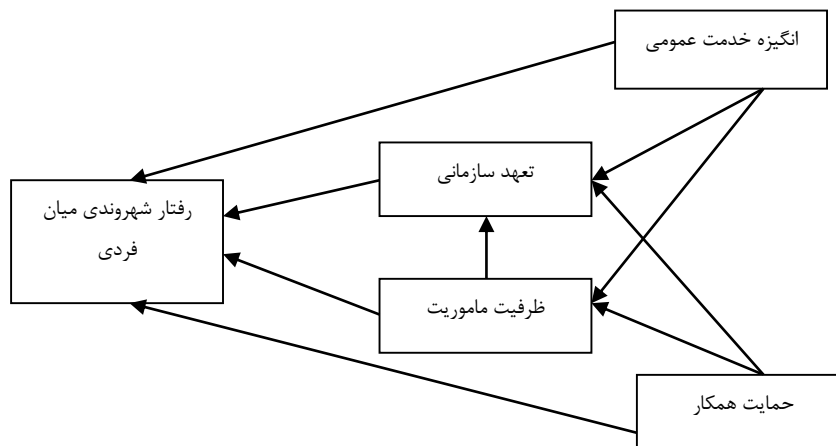 انگیزه خدمت عمومی
تعهد سازمانی
رفتار شهروندی میان
فردی
ظرفیت ماموریت
حمایت همکار